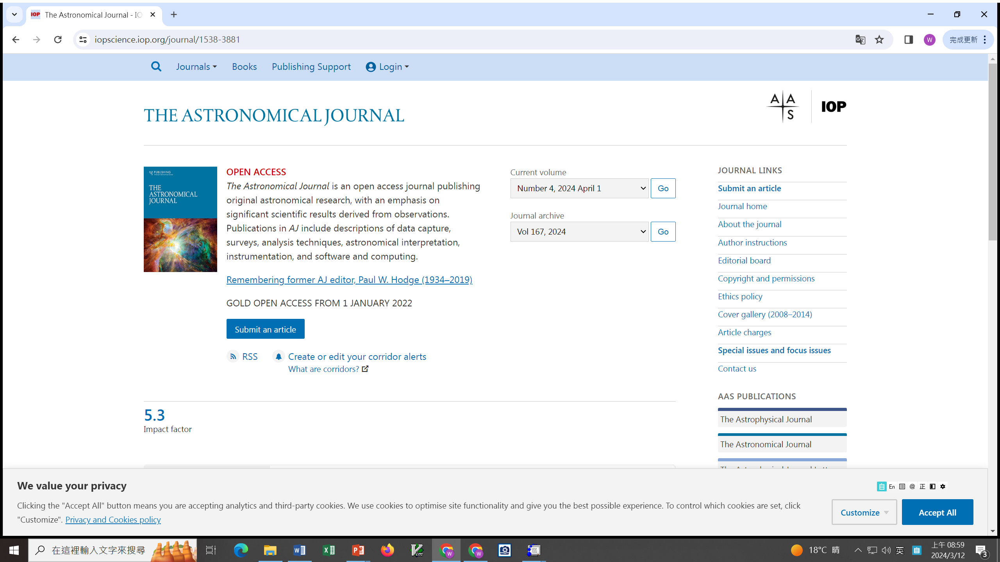 IOP The Astronomical Journal - IO
iopscience.iop.org/journal/1538-3881
W
完成更新
Journals
Books
Publishing Support
Login
THE ASTRONOMICAL JOURNAL
A A S
IOP
AAS PUBLISHING
American Astronomical Society
THE
ASTRONOMICAL
JOURNAL
OPEN ACCESS
The Astronomical Journal is an open access journal publishing
original astronomical research, with an emphasis on
significant scientific results derived from observations.
Publications in AJ include descriptions of data capture,
surveys, analysis techniques, astronomical interpretation,
instrumentation, and software and computing.
Remembering former AJ editor, Paul W. Hodge (1934–2019)
GOLD OPEN ACCESS FROM 1 JANUARY 2022
Submit an article
RSS
Create or edit your corridor alerts
What are corridors?
Current volume
Number 4, 2024 April 1
Go
Journal archive
Vol 167, 2024
Go
JOURNAL LINKS
Submit an article
Journal home
About the journal
Author instructions
Editorial board
Copyright and permissions
Ethics policy
Cover gallery (2008–2014)
Article charges
Special issues and focus issues
Contact us
AAS PUBLICATIONS
The Astrophysical Journal
The Astronomical Journal
5.3
Impact factor
We value your privacy
Clicking the "Accept All" button means you are accepting analytics and third-party cookies. We use cookies to optimise site functionality and give you the best possible experience. To control which cookies are set, click
"Customize". Privacy and Cookies policy
自 En @ 正
Customize
Accept All
在這裡輸入文字來搜尋
18°C 晴
英
自
上午 08:59
2024/3/12
3